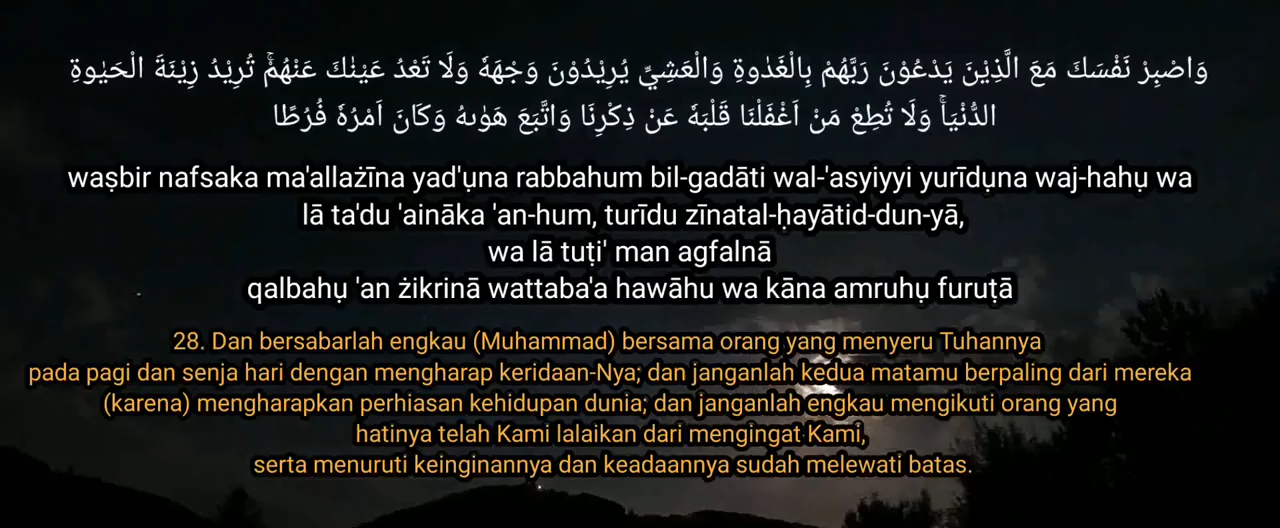 وَاصْبِرْ نَفْسَكَ مَعَ الَّذِيْنَ يَدْعُوْنَ رَبَّهُمْ بِالْغَدٰوةِ وَالْعَشِيِّ يُرِيْدُوْنَ وَجْهَهٗ وَلَا تَعْدُ عَيْنٰكَ عَنْهُمْۚ تُرِيْدُ زِيْنَةَ الْحَيٰوةِ
الدُّنْيَاۚ وَلَا تُطِعْ مَنْ اَغْفَلْنَا قَلْبَهٗ عَنْ ذِكْرِنَا وَاتَّبَعَ هَوٰىهُ وَكَانَ اَمْرُهٗ فُرُطًا
waṣbir nafsaka ma'allażīna yad'ụna rabbahum bil-gadāti wal-'asyiyyi yurīdụna waj-hahụ wa
lā ta'du 'aināka 'an-hum, turīdu zīnatal-ḥayātid-dun-yā,
wa lā tuṭi' man agfalnā
qalbahụ 'an żikrinā wattaba'a hawāhu wa kāna amruhụ furuṭā
28. Dan bersabarlah engkau (Muhammad) bersama orang yang menyeru Tuhannya
pada pagi dan senja hari dengan mengharap keridaan-Nya; dan janganlah kedua matamu berpaling dari mereka
(karena) mengharapkan perhiasan kehidupan dunia; dan janganlah engkau mengikuti orang yang
hatinya telah Kami lalaikan dari mengingat Kami,
serta menuruti keinginannya dan keadaannya sudah melewati batas.